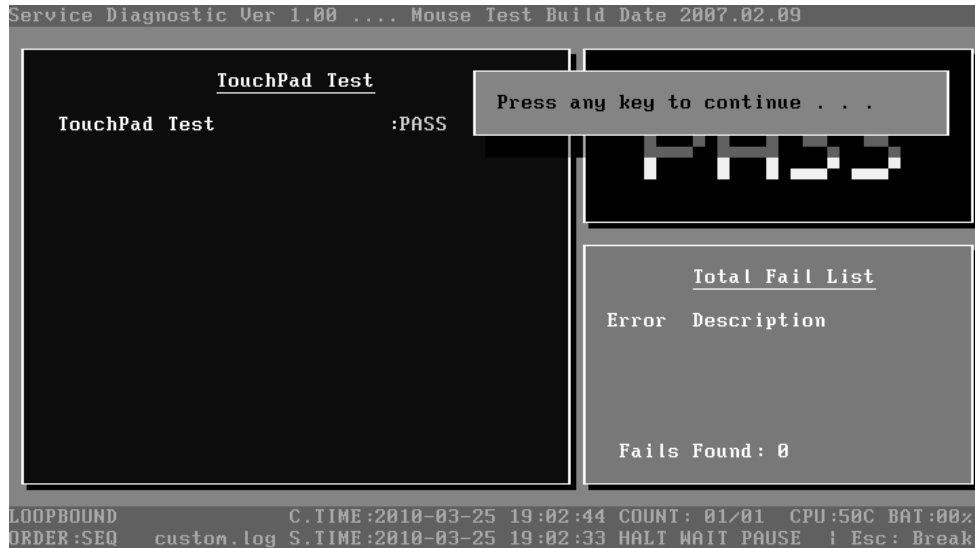 Service Diagnostic Ver 1.00 .... Mouse Test Build Date 2007.02.09
TouchPad Test
TouchPad Test :PASS
Press any key to continue . . .
PASS
Total Fail List
Error Description
Fails Found: 0
LOOPBOUND C.TIME:2010-03-25 19:02:44 COUNT: 01/01 CPU:50C BAT:00%
ORDER:SEQ custom.log S.TIME:2010-03-25 19:02:33 HALT WAIT PAUSE ¦ Esc: Break